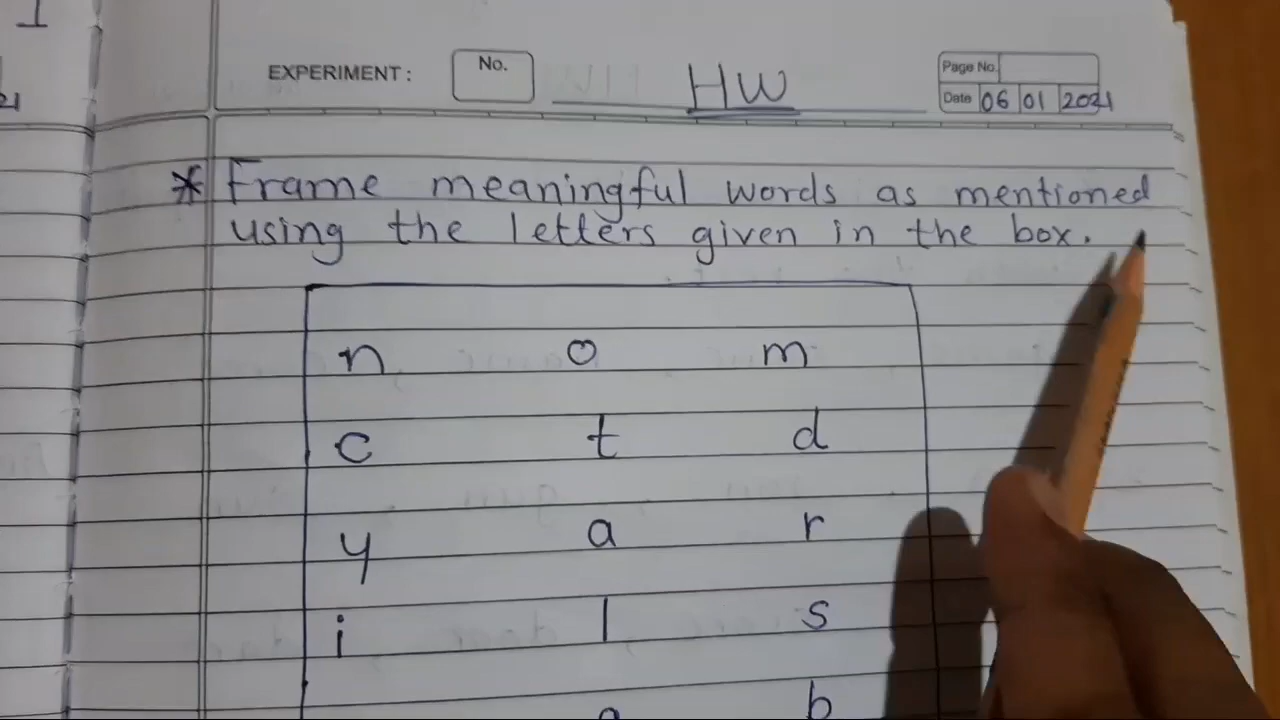 EXPERIMENT :
No.
HW
Page No.
Date 06 01 2021
* Frame meaningful words as mentioned
using the letters given in the box.
n o m
c t d
y a r
i l s
b